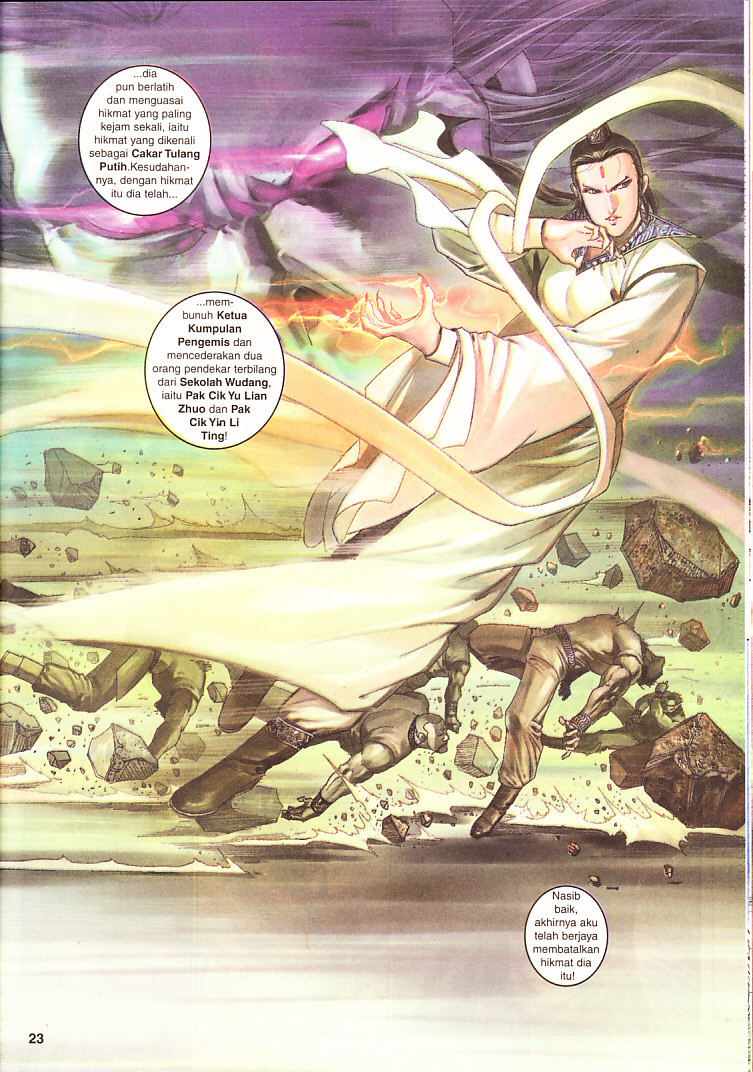 ...dia
pun berlatih
dan menguasai
hikmat yang paling
kejam sekali, iaitu
hikmat yang dikenali
sebagai Cakar Tulang
Putih.Kesudahan-
nya, dengan hikmat
itu dia telah...
...mem-
bunuh Ketua
Kumpulan
Pengemis dan
mencederakan dua
orang pendekar terbilang
dari Sekolah Wudang,
iaitu Pak Cik Yu Lian
Zhuo dan Pak
Cik Yin Li
Ting!
Nasib
baik,
akhirnya aku
telah berjaya
membatalkan
hikmat dia
itu!
23